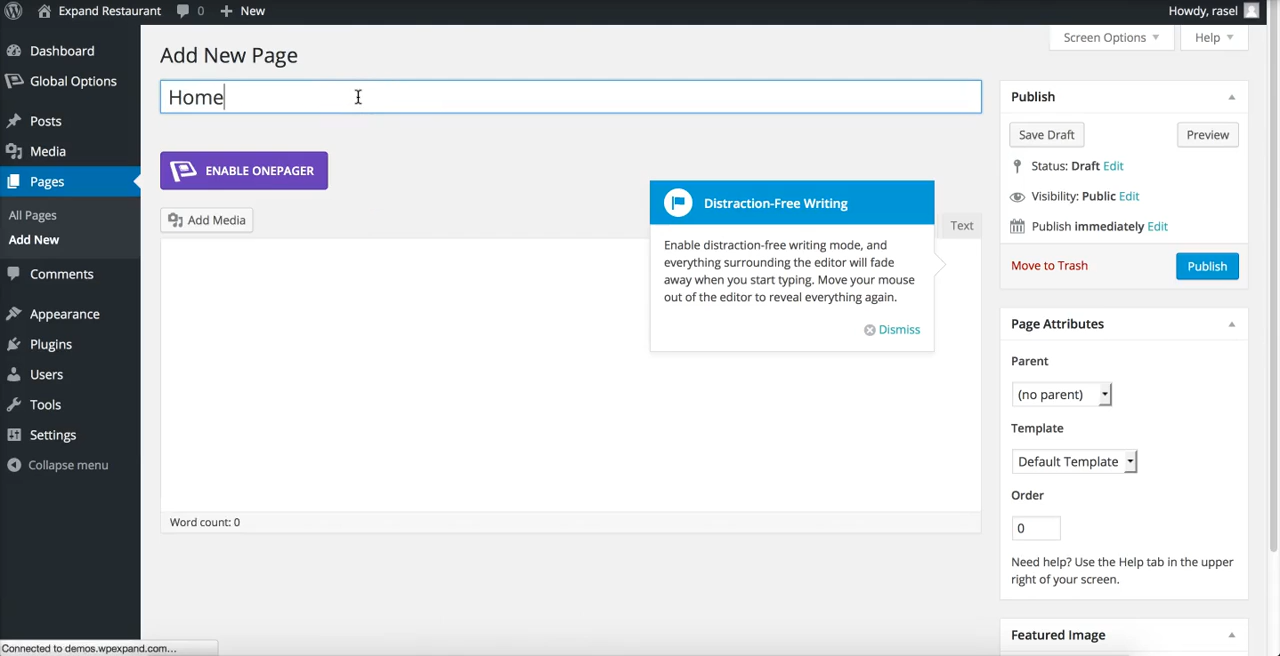 Expand Restaurant
0
New
Howdy, rasel
Dashboard
Global Options
Posts
Media
Pages
All Pages
Add New
Comments
Appearance
Plugins
Users
Tools
Settings
Collapse menu
Screen Options
Help
Add New Page
Home
ENABLE ONEPAGER
Add Media
Text
Distraction-Free Writing
Enable distraction-free writing mode, and
everything surrounding the editor will fade
away when you start typing. Move your mouse
out of the editor to reveal everything again.
Dismiss
Word count: 0
Publish
Save Draft
Preview
Status: Draft Edit
Visibility: Public Edit
Publish immediately Edit
Move to Trash
Publish
Page Attributes
Parent
(no parent)
Template
Default Template
Order
0
Need help? Use the Help tab in the upper
right of your screen.
Featured Image
Connected to demos.wpexpand.com...